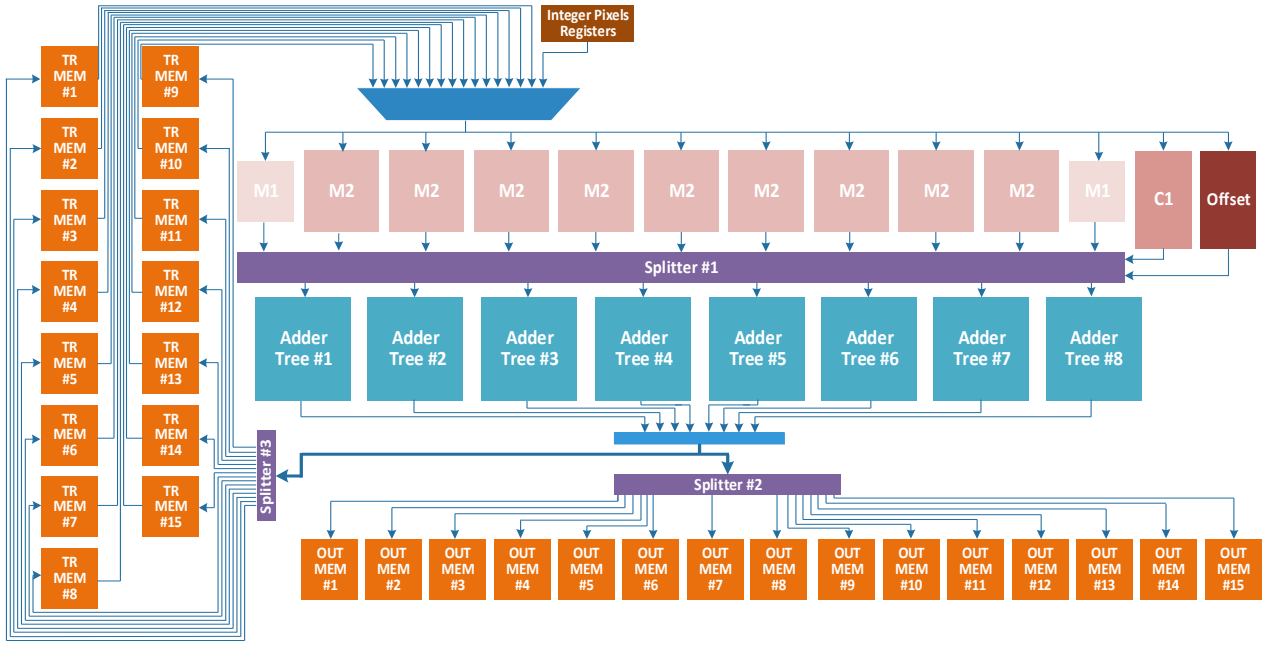 Integer Pixels
Registers
TR
MEM
#1
TR
MEM
#9
TR
MEM
#2
TR
MEM
#10
TR
MEM
#3
TR
MEM
#11
TR
MEM
#4
TR
MEM
#12
TR
MEM
#5
TR
MEM
#13
TR
MEM
#6
TR
MEM
#14
TR
MEM
#7
TR
MEM
#15
TR
MEM
#8
M1
M2
M2
M2
M2
M2
M2
M2
M2
M2
M1
C1
Offset
Splitter #1
Adder
Tree #1
Adder
Tree #2
Adder
Tree #3
Adder
Tree #4
Adder
Tree #5
Adder
Tree #6
Adder
Tree #7
Adder
Tree #8
Splitter #3
Splitter #2
OUT
MEM
#1
OUT
MEM
#2
OUT
MEM
#3
OUT
MEM
#4
OUT
MEM
#5
OUT
MEM
#6
OUT
MEM
#7
OUT
MEM
#8
OUT
MEM
#9
OUT
MEM
#10
OUT
MEM
#11
OUT
MEM
#12
OUT
MEM
#13
OUT
MEM
#14
OUT
MEM
#15